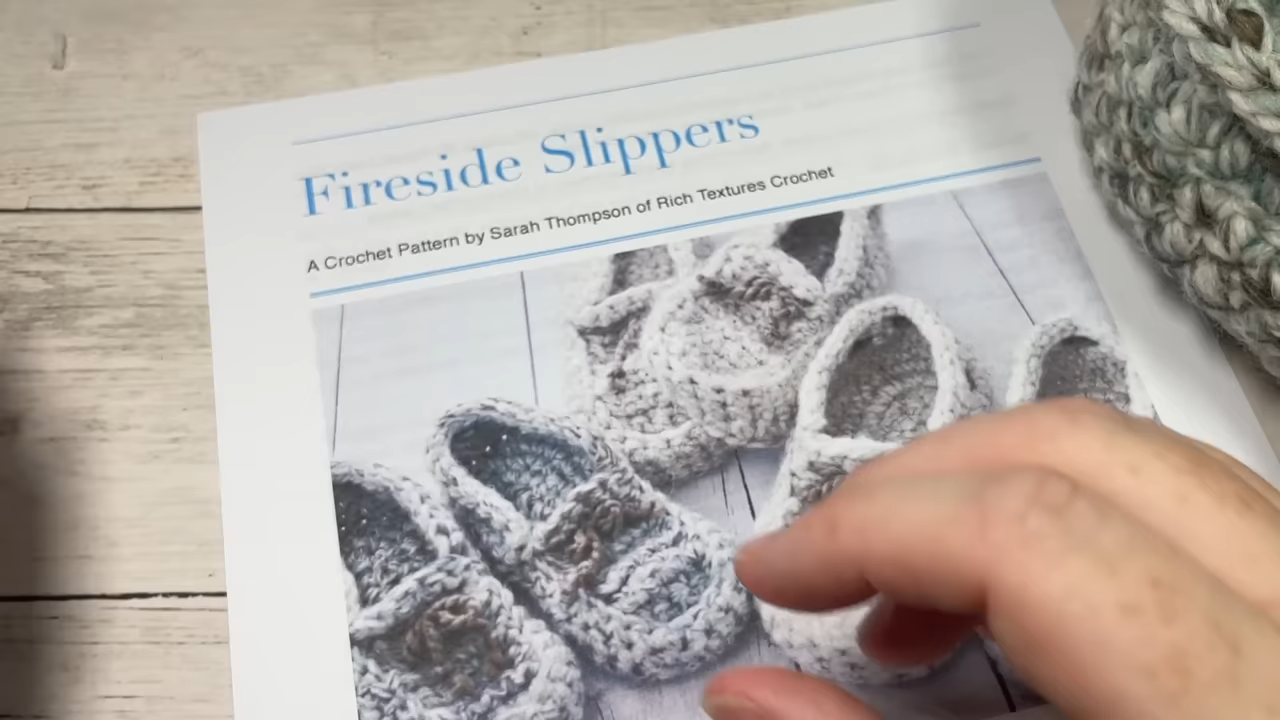 Fireside Slippers
A Crochet Pattern by Sarah Thompson of Rich Textures Crochet